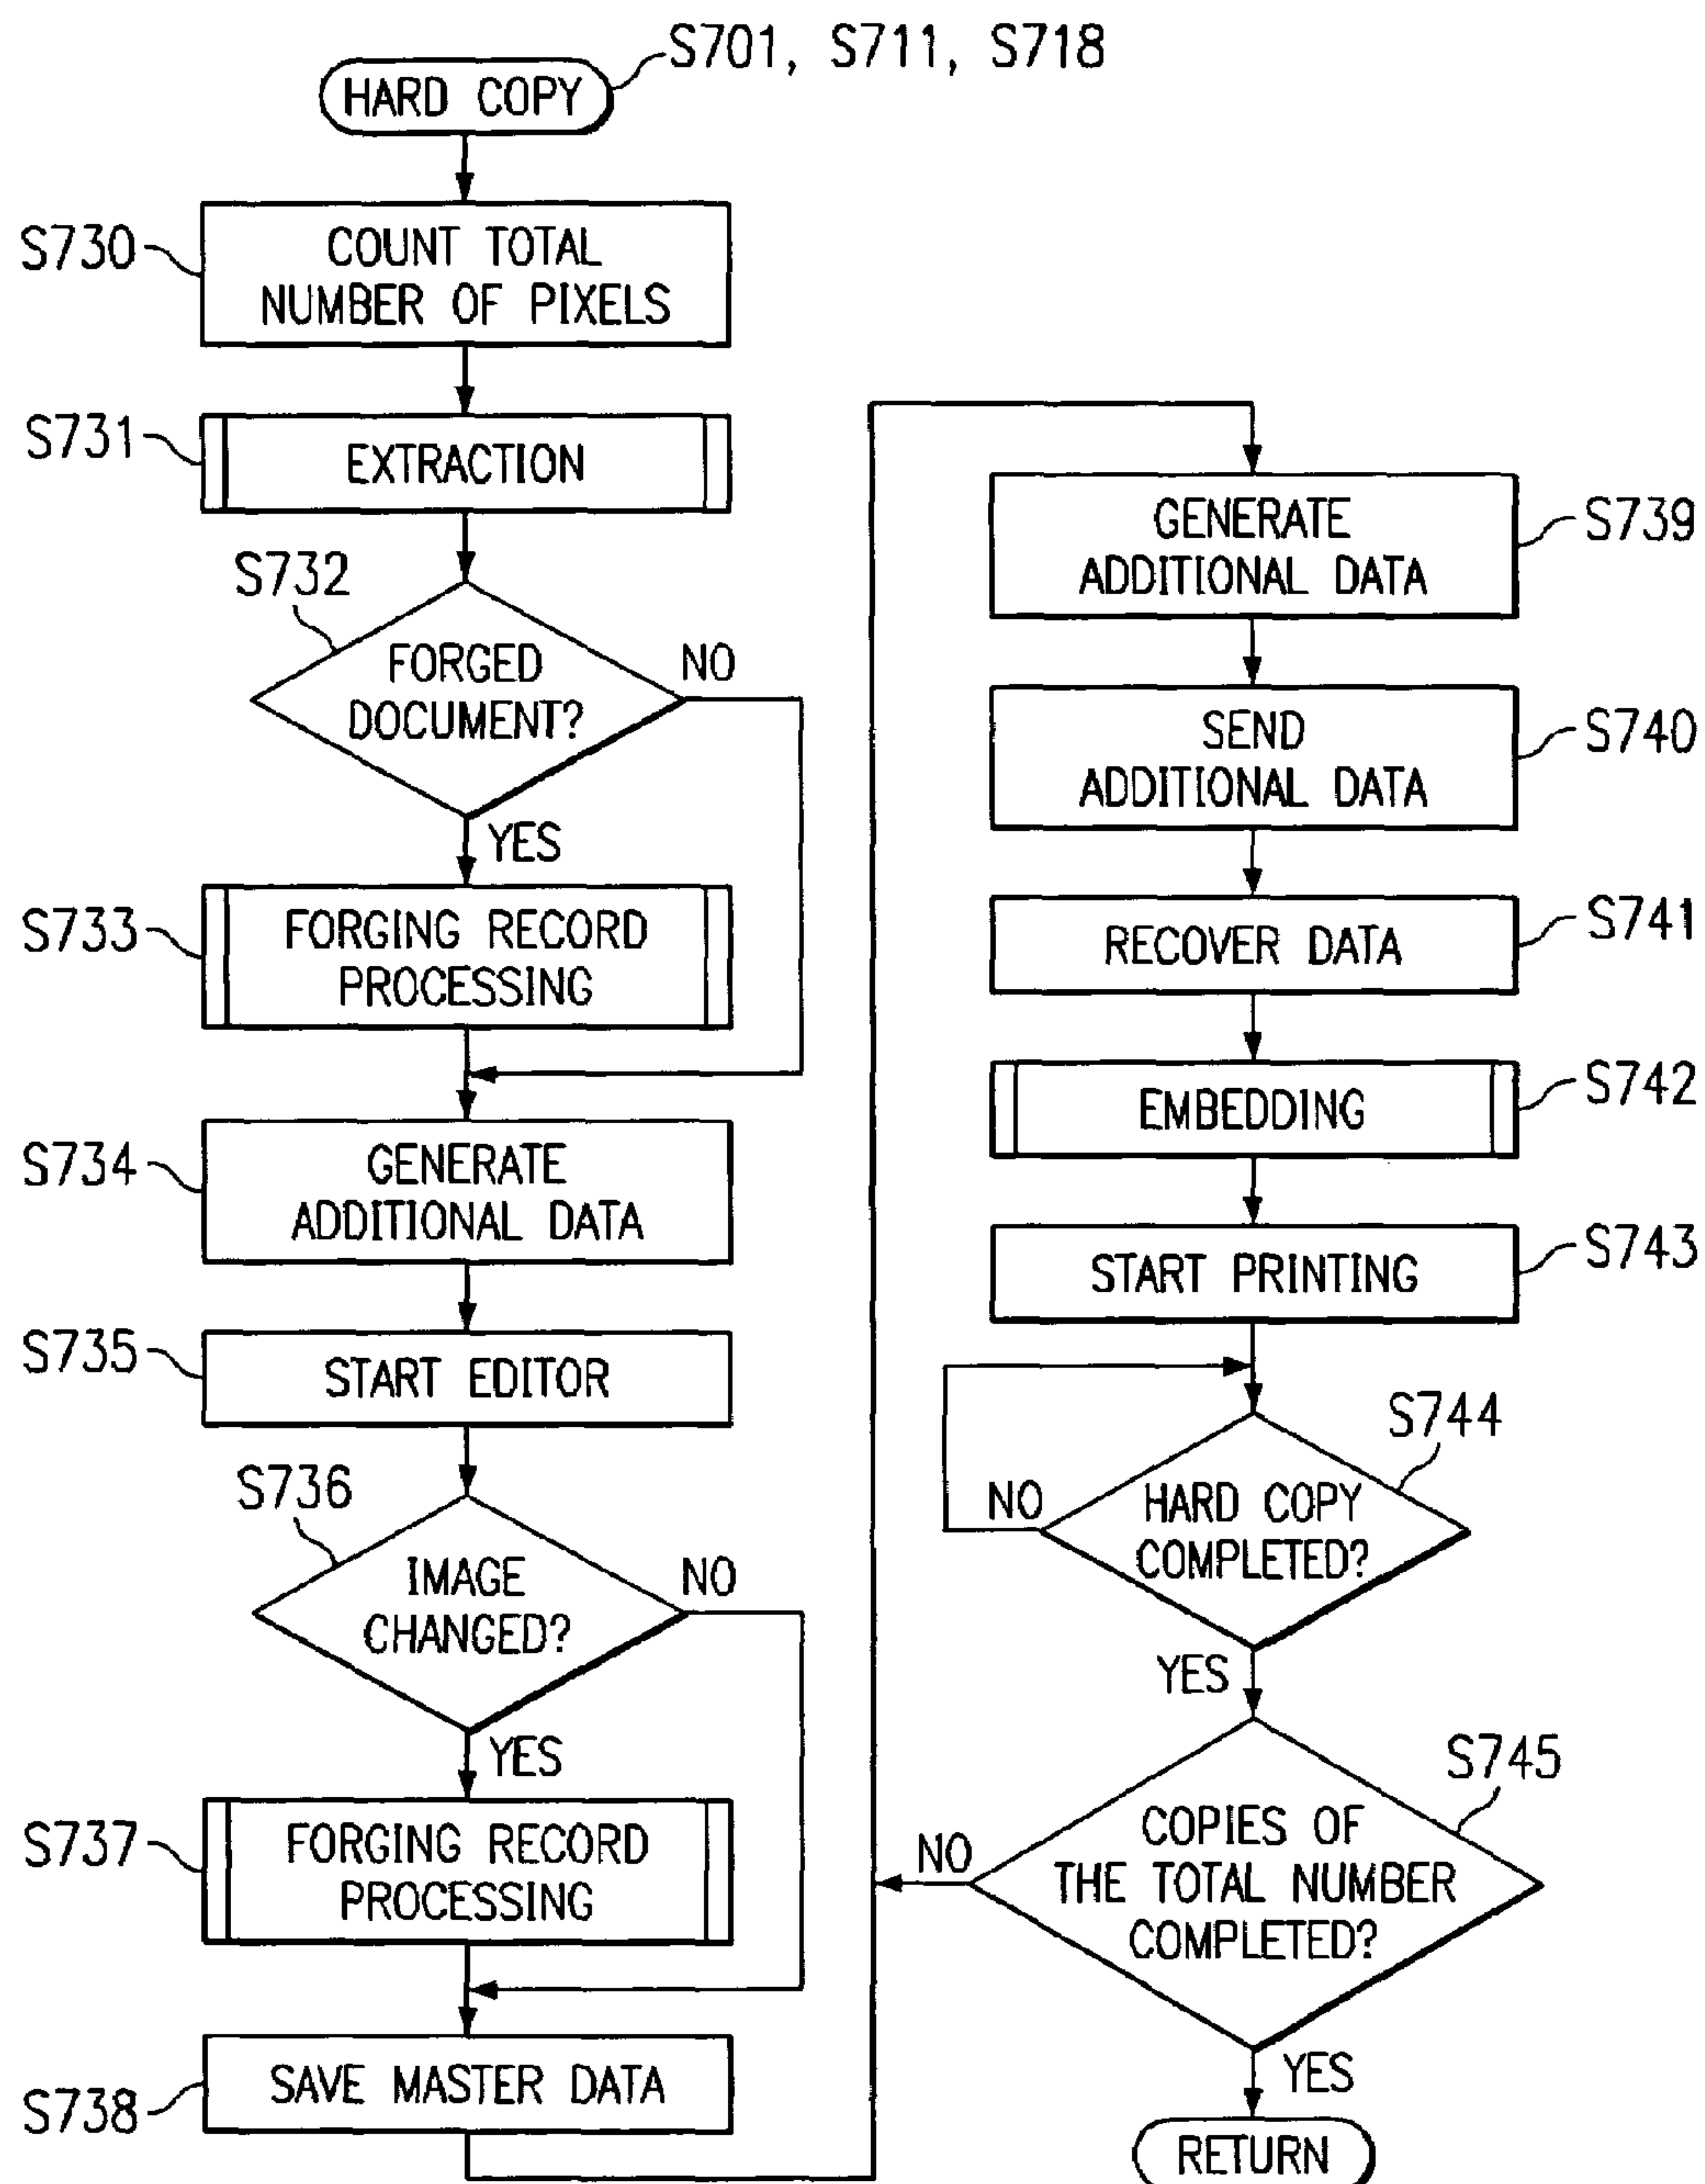 S701, S711, S718
HARD COPY
S730
COUNT TOTAL
NUMBER OF PIXELS
S731
EXTRACTION
S732
FORGED
DOCUMENT?
NO
YES
S733
FORGING RECORD
PROCESSING
S734
GENERATE
ADDITIONAL DATA
S735
START EDITOR
S736
IMAGE
CHANGED?
NO
YES
S737
FORGING RECORD
PROCESSING
S738
SAVE MASTER DATA
GENERATE
ADDITIONAL DATA
S739
SEND
ADDITIONAL DATA
S740
RECOVER DATA
S741
EMBEDDING
S742
START PRINTING
S743
S744
NO
HARD COPY
COMPLETED?
YES
S745
NO
COPIES OF
THE TOTAL NUMBER
COMPLETED?
YES
RETURN